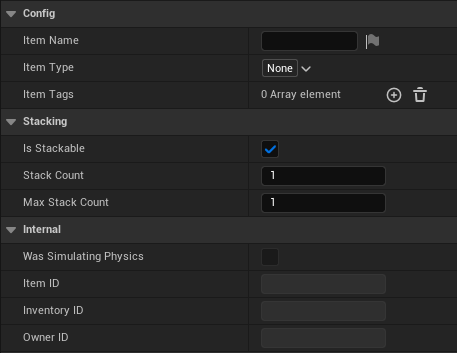 Config
Item Name
Item Type None
Item Tags 0 Array element
Stacking
Is Stackable
Stack Count 1
Max Stack Count 1
Internal
Was Simulating Physics
Item ID
Inventory ID
Owner ID